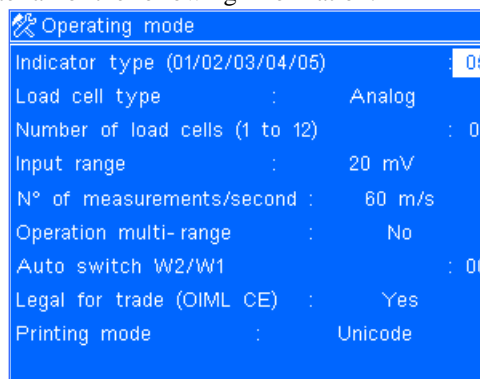 Operating mode
Indicator type (01/02/03/04/05) :
Load cell type : Analog
Number of load cells (1 to 12) :
Input range : 20 mV
N° of measurements/second : 60 m/s
Operation multi-range : No
Auto switch W2/W1 :
Legal for trade (OIML CE) : Yes
Printing mode : Unicode